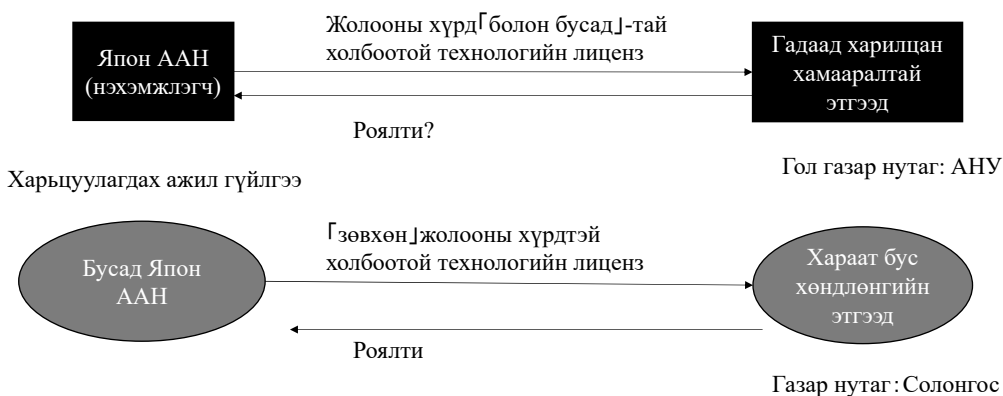 Жолооны хүрд「болон бусад」-тай
холбоотой технологийн лиценз
Япон ААН
(нэхэмжлэгч)
Гадаад харилцан
хамааралтай
этгээд
Роялти?
Гол газар нутаг: АНУ
Харьцуулагдах ажил гүйлгээ
「зөвхөн」жолооны хүрдтэй
холбоотой технологийн лиценз
Бусад Япон
ААН
Хараат бус
хөндлөнгийн
этгээд
Роялти
Газар нутаг：Солонгос